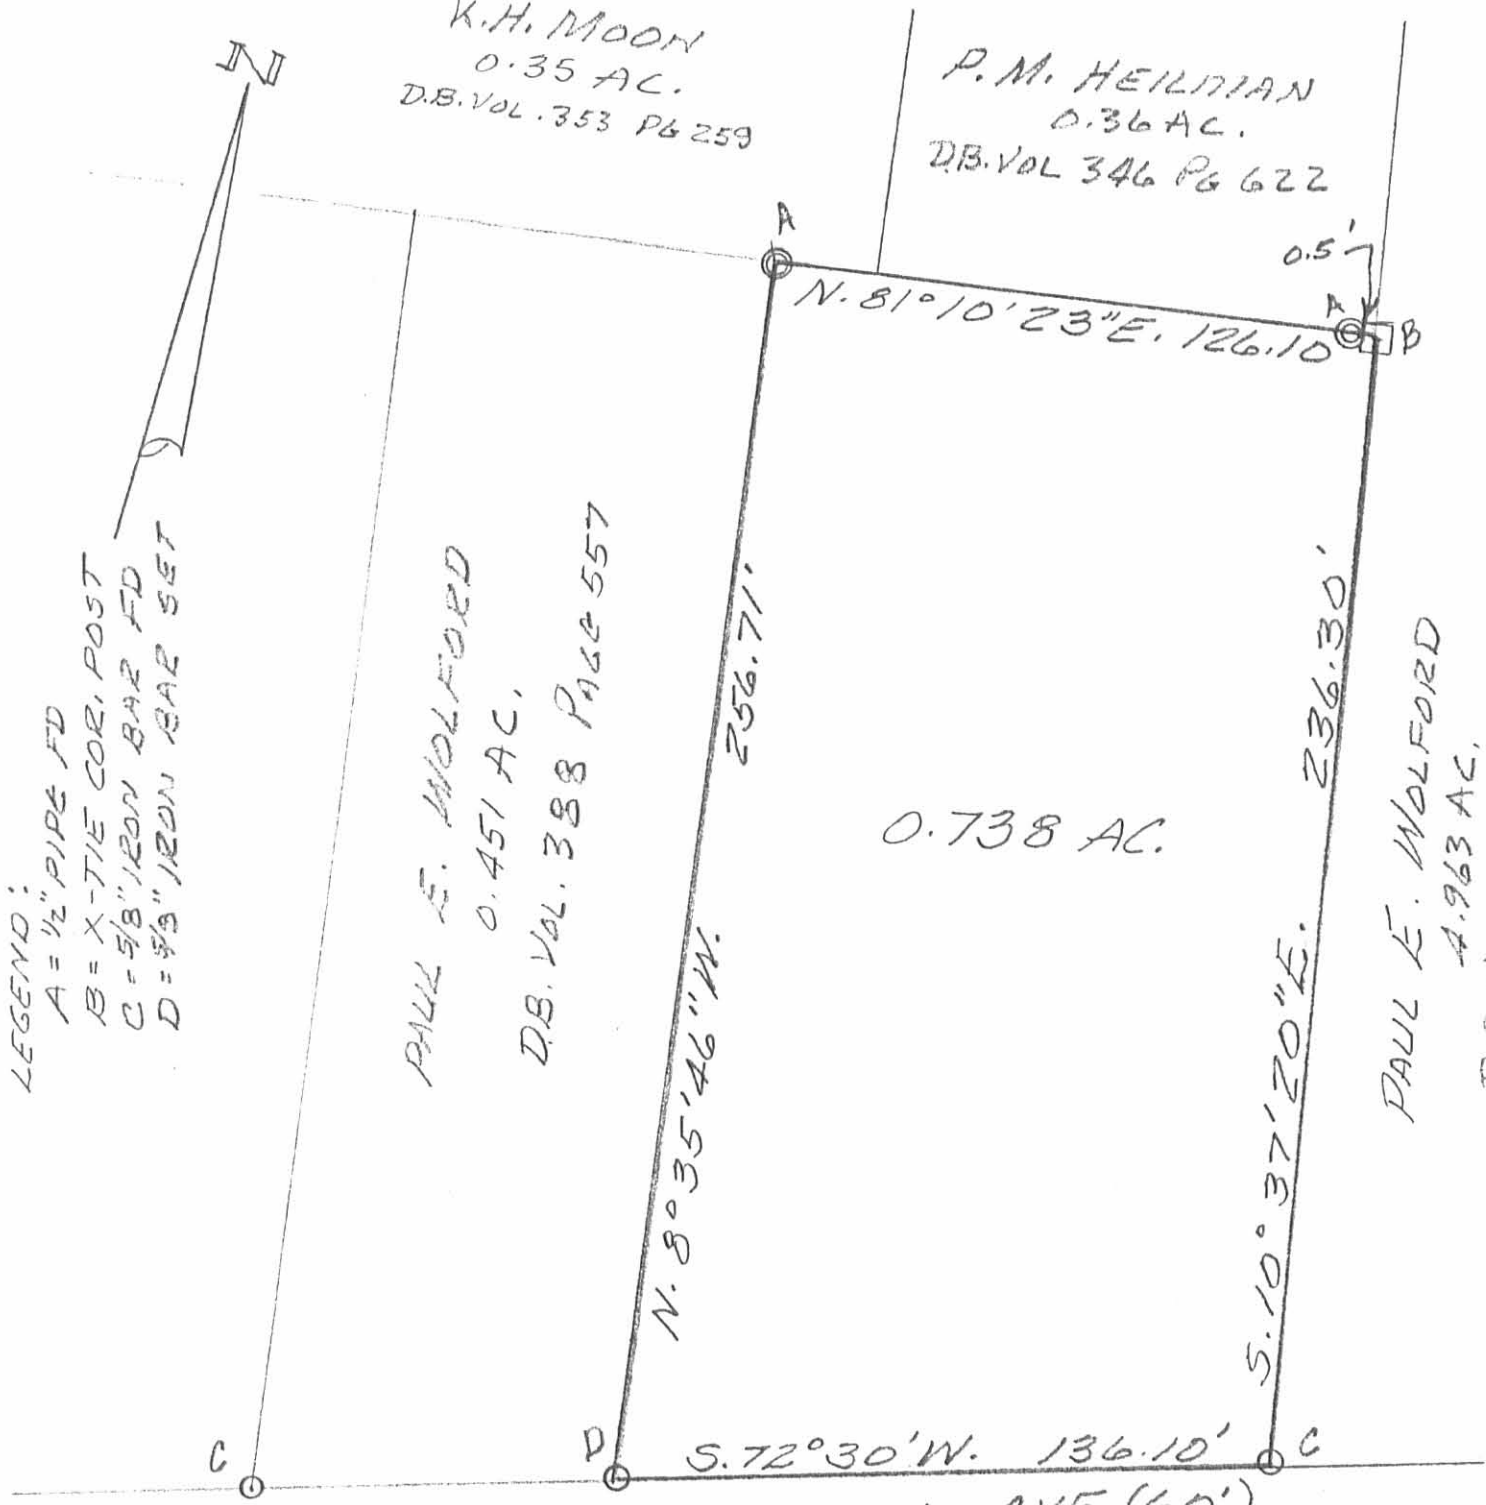 N
K.H. MOON
0.35 AC.
D.B. VOL. 353 PG 259
P.M. HEILMAN
0.36 AC.
D.B. VOL 346 PG 622
A
0.5'
A
B
N. 81° 10' 23" E. 126.10
LEGEND:
A = 1/2" PIPE FD
B = X-TIE COR. POST
C = 5/8" IRON BAR FD
D = 5/8" IRON BAR SET
PAUL E. WOLFORD
0.451 AC.
D.B. VOL. 388 PAGE 557
N. 8° 35' 46" W. 256.71'
0.738 AC.
S. 10° 37' 20" E. 236.30'
PAUL E. WOLFORD
4.963 AC.
C
D
S. 72° 30' W. 136.10'
C
AVE (60')